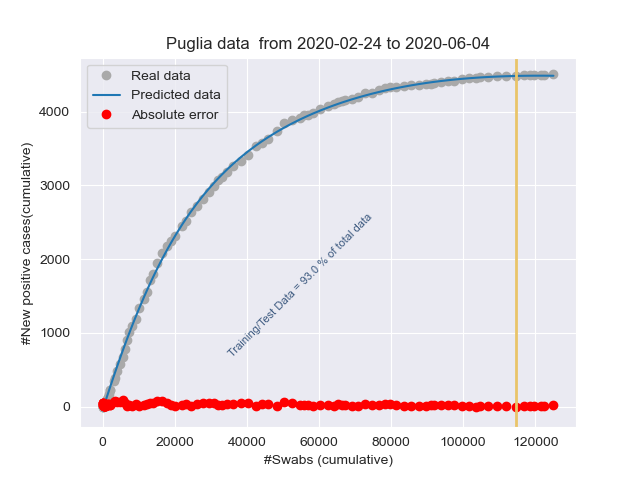 Puglia data  from 2020-02-24 to 2020-06-04
Real data
Predicted data
Absolute error
#New positive cases(cumulative)
4000
3000
2000
1000
0
Training/Test Data = 93.0 % of total data
0
20000
40000
60000
80000
100000
120000
#Swabs (cumulative)